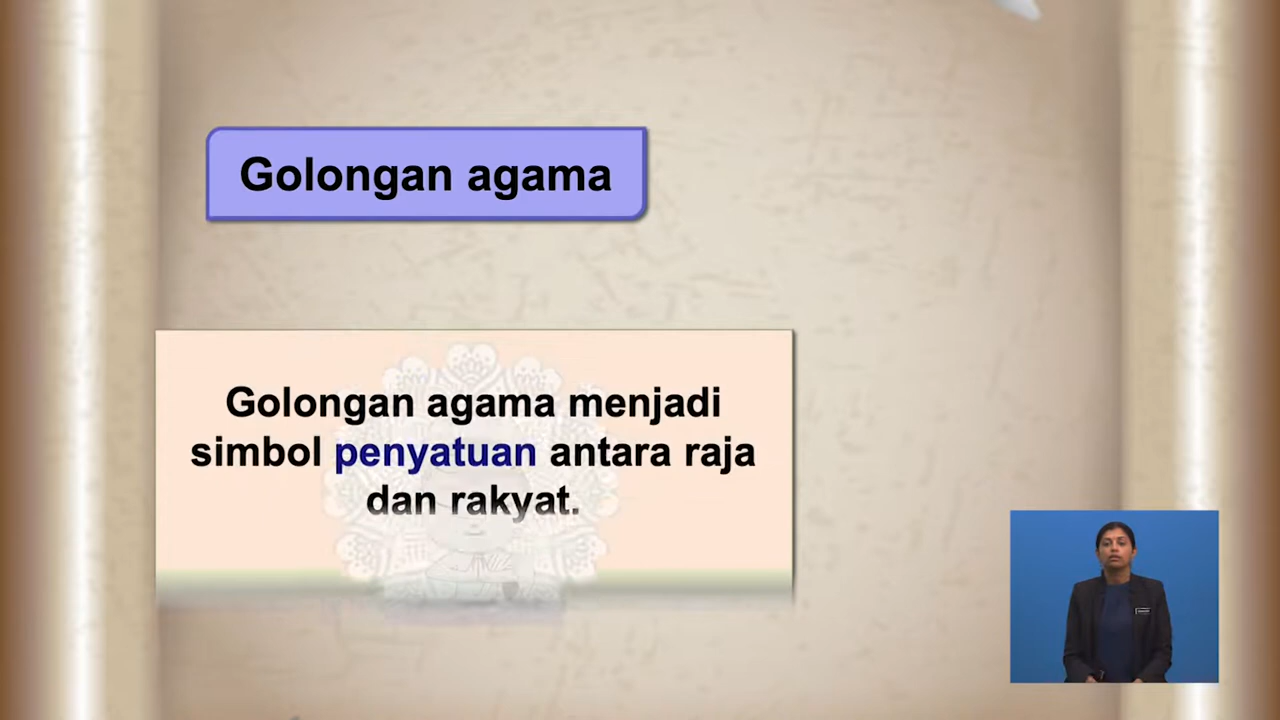 Golongan agama
Golongan agama menjadi
simbol penyatuan antara raja
dan rakyat.